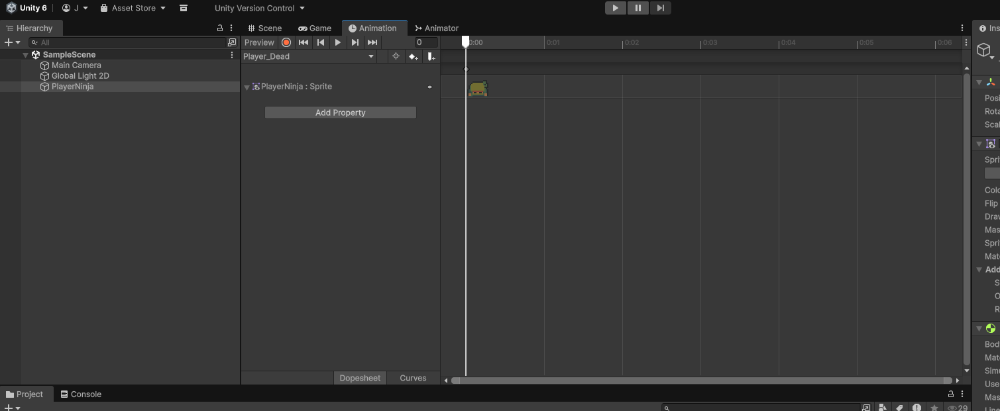 Unity 6 J Asset Store Unity Version Control
Hierarchy Scene Game Animation Animator Ins
All Preview 0 0:00 0:01 0:02 0:03 0:04 0:05 0:06
SampleScene Player_Dead
Main Camera
Global Light 2D
PlayerNinja PlayerNinja : Sprite
Add Property
Posi
Rota
Scal
Spri
Colo
Flip
Drav
Mas
Spri
Mate
Add
S
O
R
Bod
Mate
Simu
Use
Mas
Dopesheet Curves
Project Console
29